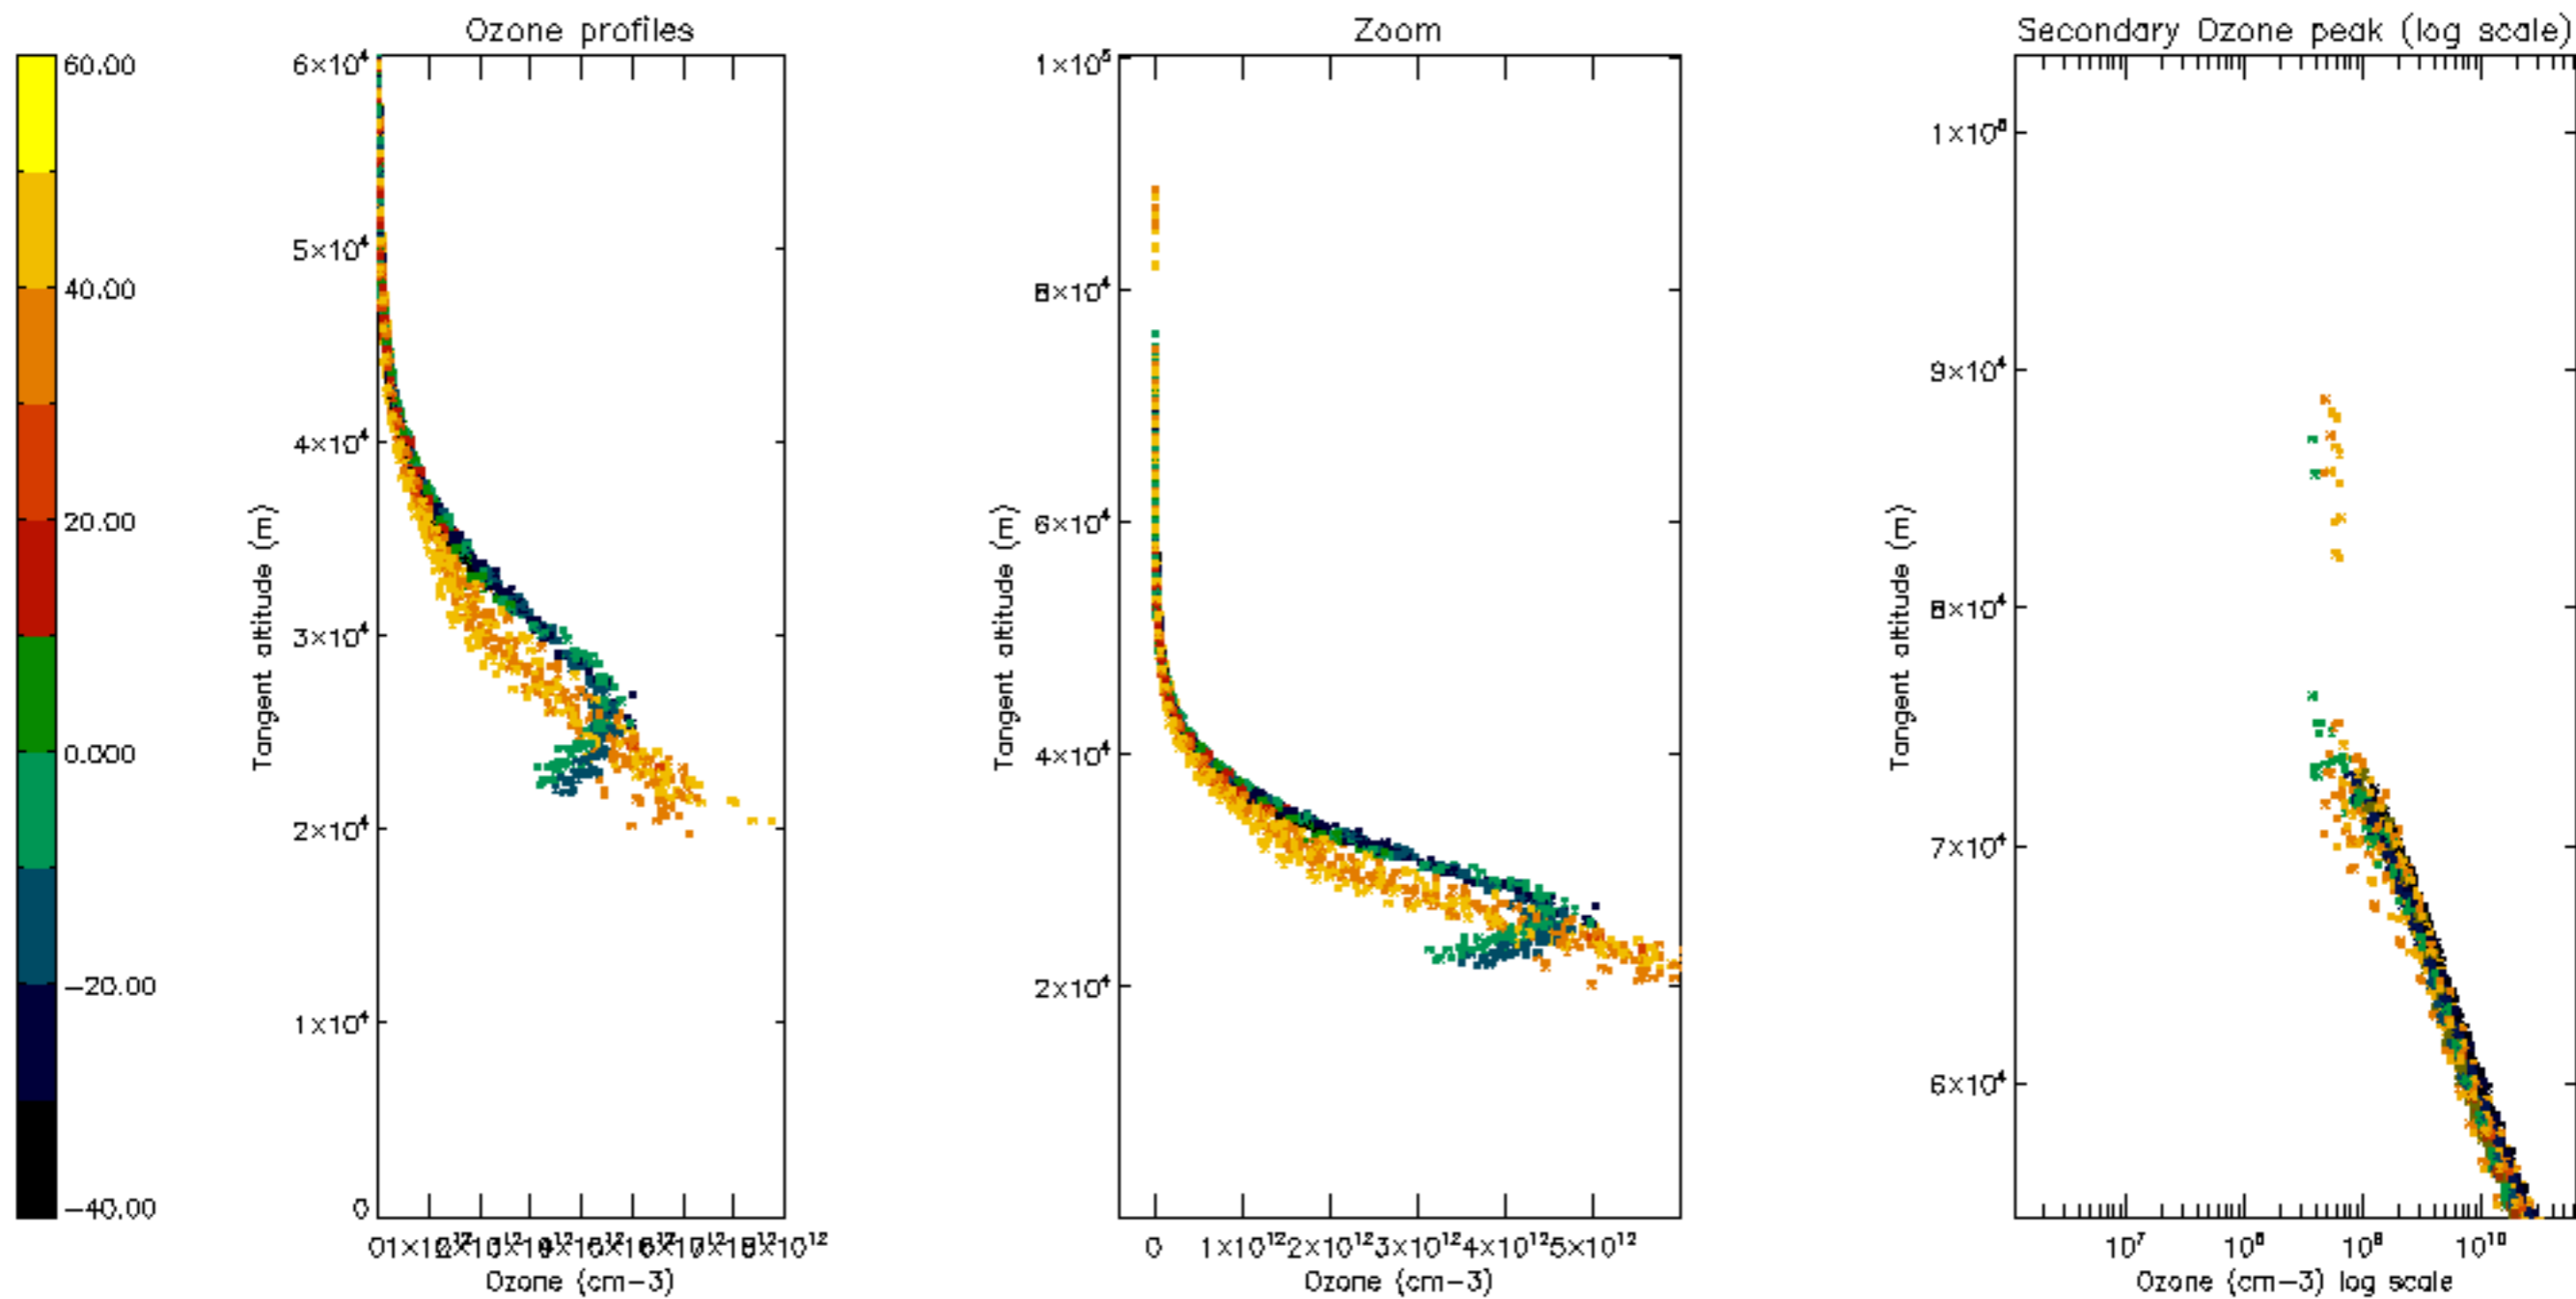 Ozone profiles
Zoom
Secondary Ozone peak (log scale)
60.00
40.00
20.00
0.000
−20.00
−40.00
6×10⁴
5×10⁴
4×10⁴
3×10⁴
2×10⁴
1×10⁴
0
Tangent altitude (m)
Ozone (cm−3)
1×10⁵
8×10⁴
6×10⁴
4×10⁴
2×10⁴
Tangent altitude (m)
0 1×10¹² 2×10¹² 3×10¹² 4×10¹² 5×10¹²
Ozone (cm−3)
9×10⁴
8×10⁴
7×10⁴
6×10⁴
Tangent altitude (m)
10⁷ 10⁸ 10⁹ 10¹⁰
Ozone (cm−3) log scale